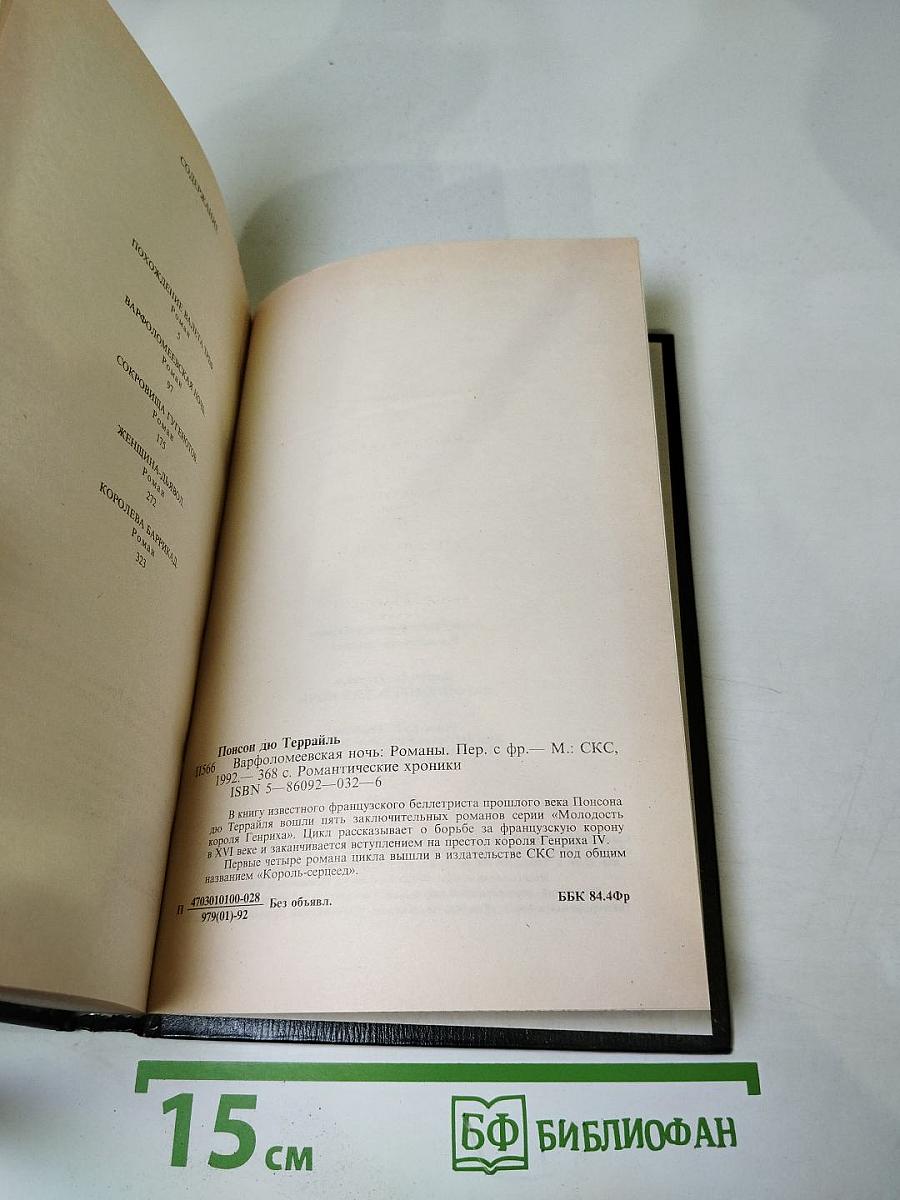 СОДЕРЖАНИЕ
ПОХОЖДЕНИЕ ВАЛЕТА ПИК
Роман
5
ВАРФОЛОМЕЕВСКАЯ НОЧЬ
Роман
97
СОКРОВИЩА ГУГЕНОТОВ
Роман
175
ЖЕНЩИНА-ДЬЯВОЛ
Роман
272
КОРОЛЕВА БАРРИКАД
Роман
323
Понсон дю Террайль
П566 Варфоломеевская ночь: Романы. Пер. с фр.— М.: СКС,
1992.— 368 с. Романтические хроники
ISBN 5—86092—032—6
В книгу известного французского беллетриста прошлого века Понсона
дю Террайля вошли пять заключительных романов серии «Молодость
короля Генриха». Цикл рассказывает о борьбе за французскую корону
в XVI веке и заканчивается вступлением на престол короля Генриха IV.
Первые четыре романа цикла вышли в издательстве СКС под общим
названием «Король-серцеед».
П 4703010100-028 Без объявл. ББК 84.4Фр
979(01)-92
15 см
БФ БИБЛИОФАН